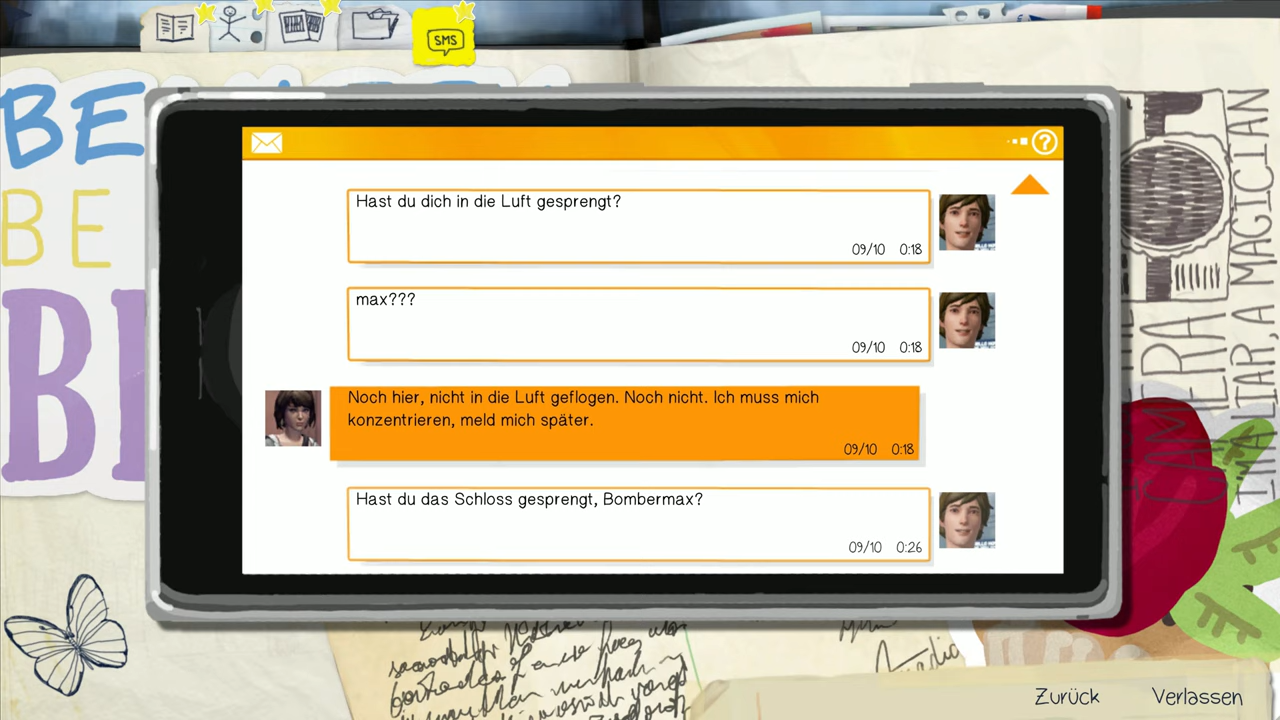 SMS
BE
BE
?
Hast du dich in die Luft gesprengt?
09/10 0:18
max???
09/10 0:18
Noch hier, nicht in die Luft geflogen. Noch nicht. Ich muss mich
konzentrieren, meld mich später.
09/10 0:18
Hast du das Schloss gesprengt, Bombermax?
09/10 0:26
CAMERA
LIAR, A MAGICIAN
Zurück
Verlassen